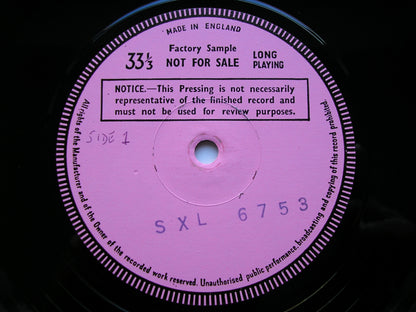 MADE IN ENGLAND
33 1/3
Factory Sample
NOT FOR SALE
LONG
PLAYING
NOTICE.—This Pressing is not necessarily
representative of the finished record and
must not be used for review purposes.
SIDE 1
SXL 6753
All rights of the Manufacturer and of the Owner of the recorded work reserved. Unauthorised public performance, broadcasting and copying of this record prohibited.